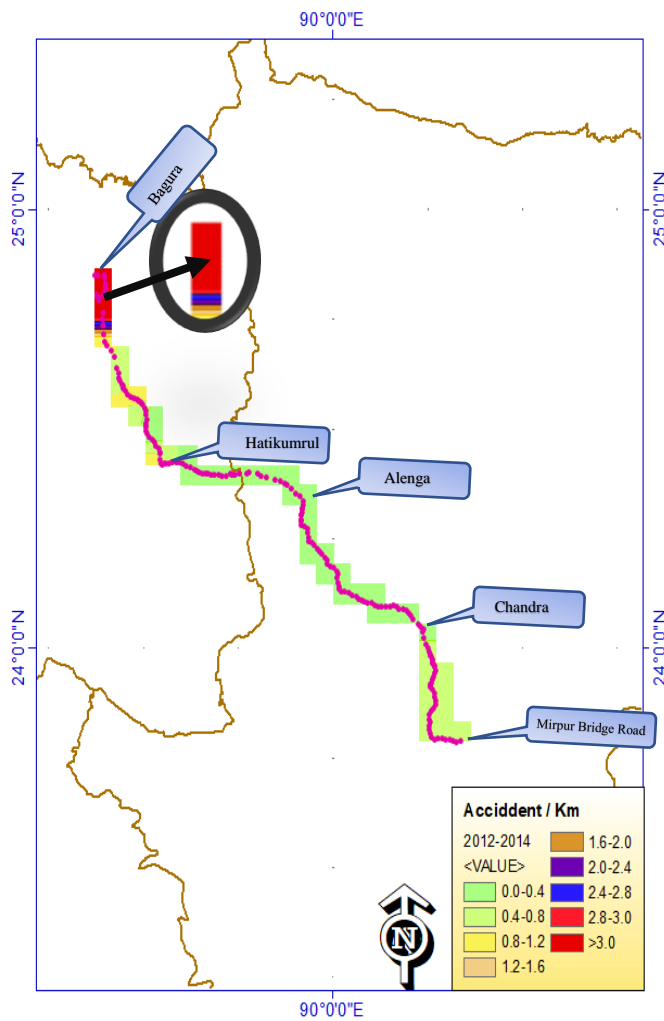 90°0'0"E
25°0'0"N
25°0'0"N
Bagura
Hatikumrul
Alenga
Chandra
24°0'0"N
24°0'0"N
Mirpur Bridge Road
Acciddent / Km
2012-2014
<VALUE>
0.0-0.4
0.4-0.8
0.8-1.2
1.2-1.6
1.6-2.0
2.0-2.4
2.4-2.8
2.8-3.0
>3.0
N
90°0'0"E